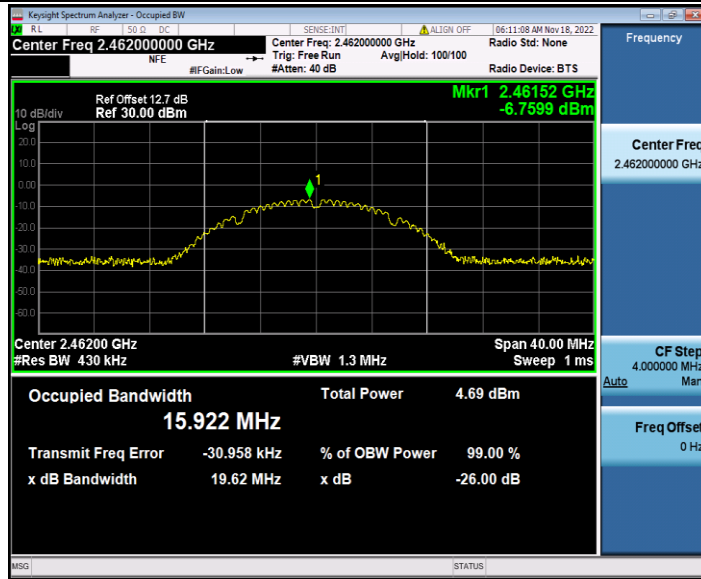 Keysight Spectrum Analyzer - Occupied BW
RL RF 50 Ω DC SENSE:INT ALIGN OFF 06:11:08 AM Nov 18, 2022
Center Freq 2.462000000 GHz
NFE
#IFGain:Low
Center Freq: 2.462000000 GHz
Trig: Free Run Avg|Hold: 100/100
#Atten: 40 dB
Radio Std: None
Radio Device: BTS
Frequency
Ref Offset 12.7 dB
10 dB/div Ref 30.00 dBm
Log
Mkr1 2.46152 GHz
-6.7599 dBm
20.0
10.0
0.00
-10.0
-20.0
-30.0
-40.0
-50.0
-60.0
1
Center 2.46200 GHz Span 40.00 MHz
#Res BW 430 kHz #VBW 1.3 MHz Sweep 1 ms
Occupied Bandwidth Total Power 4.69 dBm
15.922 MHz
Transmit Freq Error -30.958 kHz % of OBW Power 99.00 %
x dB Bandwidth 19.62 MHz x dB -26.00 dB
Center Freq
2.462000000 GHz
CF Step
4.000000 MHz
Auto Man
Freq Offset
0 Hz
MSG STATUS